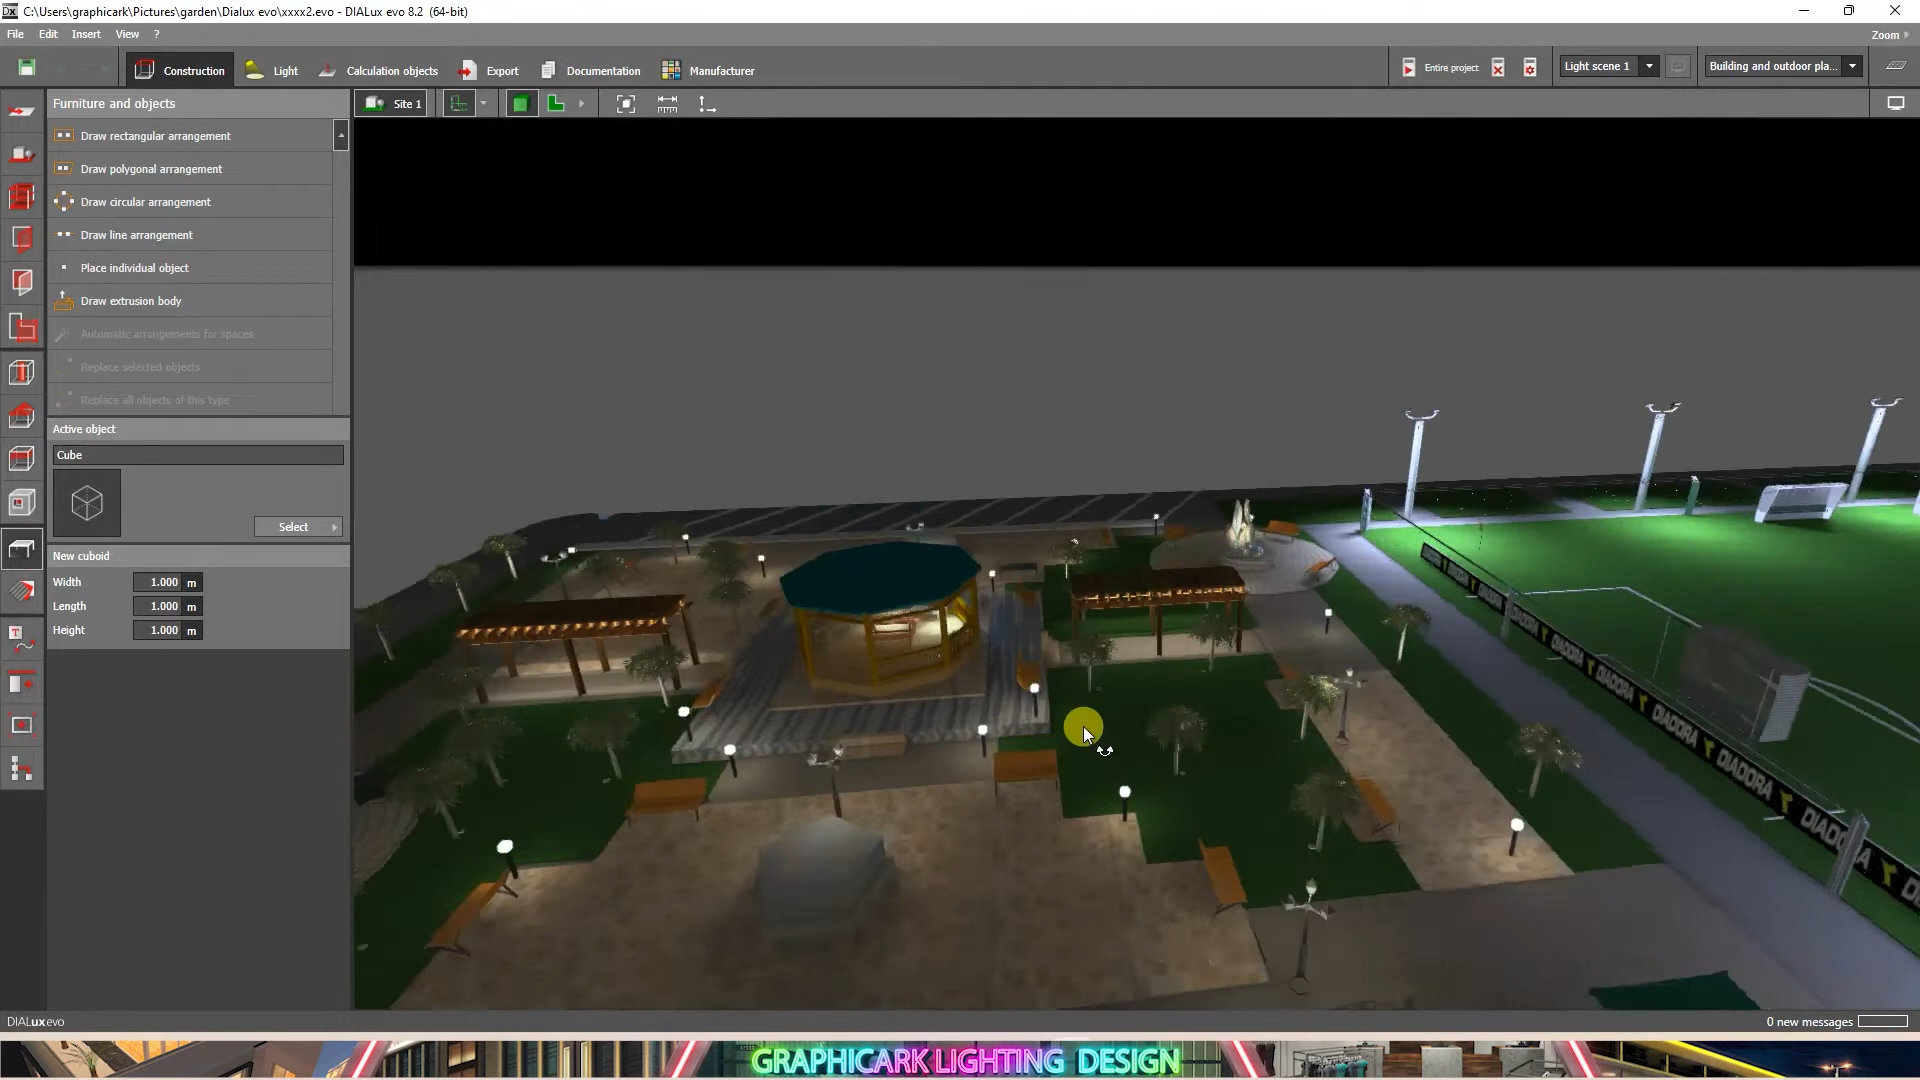 C:\Users\graphicark\Pictures\garden\Dialux evo\xxxx2.evo - DIALux evo 8.2 (64-bit)
File Edit Insert View ?
Zoom
Construction Light Calculation objects Export Documentation Manufacturer
Entire project
Light scene 1
Building and outdoor pla...
Furniture and objects
Site 1
Draw rectangular arrangement
Draw polygonal arrangement
Draw circular arrangement
Draw line arrangement
Place individual object
Draw extrusion body
Automatic arrangements for spaces
Replace selected objects
Replace all objects of this type
Active object
Cube
Select
New cuboid
Width 1.000 m
Length 1.000 m
Height 1.000 m
DIADORA
DIADORA
DIADORA
DIADORA
DIALux evo
0 new messages
GRAPHICARK LIGHTING DESIGN